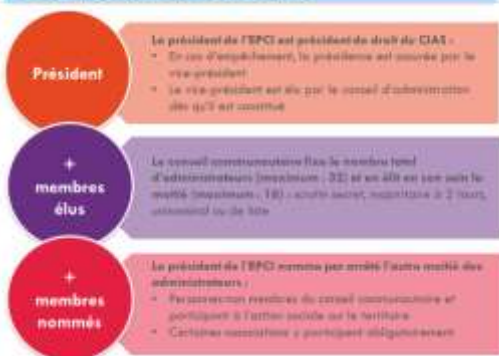 Président
Le président de l'EPCI est président de droit du CIAS :
• En cas d'empêchement, la présidence est assurée par le
vice-président
• Le vice-président est élu par le conseil d'administration
dès qu'il est constitué
+
membres
élus
Le conseil communautaire fixe le nombre total
d'administrateurs (maximum : 32) et en élit en son sein la
moitié (maximum : 16) : scrutin secret, majoritaire à 2 tours,
uninominal ou de liste
+
membres
nommés
Le président de l'EPCI nomme par arrêté l'autre moitié des
administrateurs :
• Personnes non membres du conseil communautaire et
participant à l'action sociale sur le territoire
• Certaines associations y participent obligatoirement